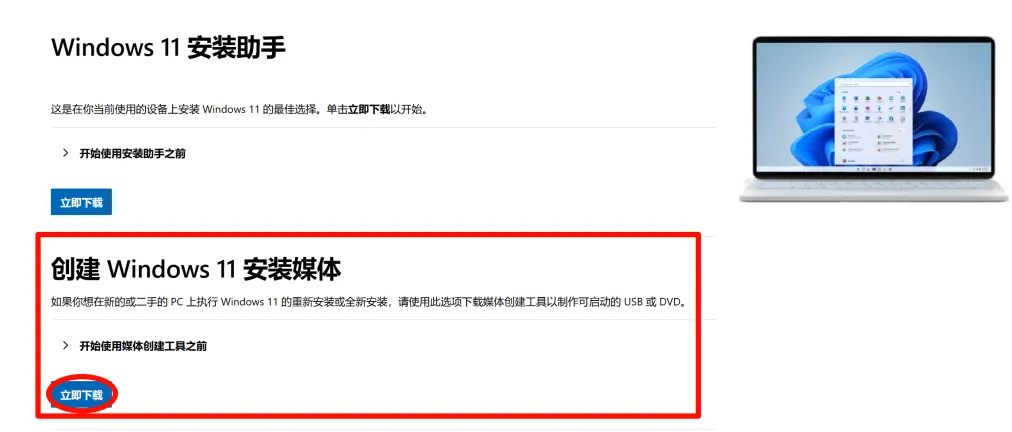 Windows 11 安装助手
这是在你当前使用的设备上安装 Windows 11 的最佳选择。单击立即下载以开始。
开始使用安装助手之前
立即下载
创建 Windows 11 安装媒体
如果你想在新的或二手的 PC 上执行 Windows 11 的重新安装或全新安装，请使用此选项下载媒体创建工具以制作可启动的 USB 或 DVD。
开始使用媒体创建工具之前
立即下载